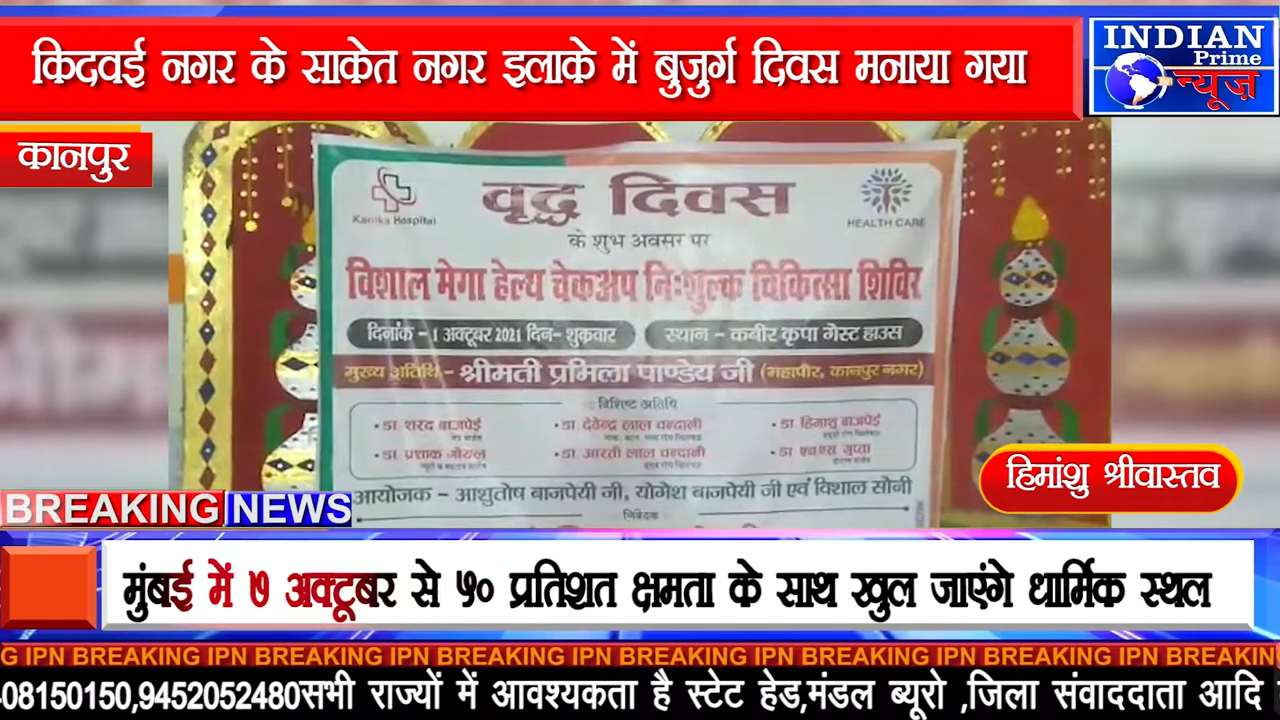 किदवई नगर के साकेत नगर इलाके में बुजुर्ग दिवस मनाया गया
INDIAN
Prime
न्यूज़
कानपुर
Kanika Hospital
वृद्ध दिवस
HEALTH CARE
के शुभ अवसर पर
विशाल मेगा हेल्थ चेकअप निःशुल्क चिकित्सा शिविर
दिनांक - 1 अक्टूबर 2021 दिन- शुक्रवार
स्थान - कबीर कृपा गेस्ट हाउस
मुख्य अतिथि - श्रीमती प्रमिला पाण्डेय जी (महापौर, कानपुर नगर)
विशिष्ट अतिथि
• डा. शरद बाजपेई
• डा. देवेन्द्र लाल चन्दानी
• डा. हिमांशु बाजपेई
• डा. आरती लाल चन्दानी
• डा. एच.एस. गुप्ता
आयोजक - आशुतोष बाजपेयी जी, योगेश बाजपेयी जी एवं विशाल सोनी
निवेदक
हिमांशु श्रीवास्तव
BREAKING NEWS
मुंबई में ७ अक्टूबर से ५० प्रतिशत क्षमता के साथ खुल जाएंगे धार्मिक स्थल
G IPN BREAKING IPN BREAKING IPN BREAKING IPN BREAKING IPN BREAKING IPN BREAKING IPN BREAKIN
-08150150,9452052480सभी राज्यों में आवश्यकता है स्टेट हेड,मंडल ब्यूरो ,जिला संवाददाता आदि